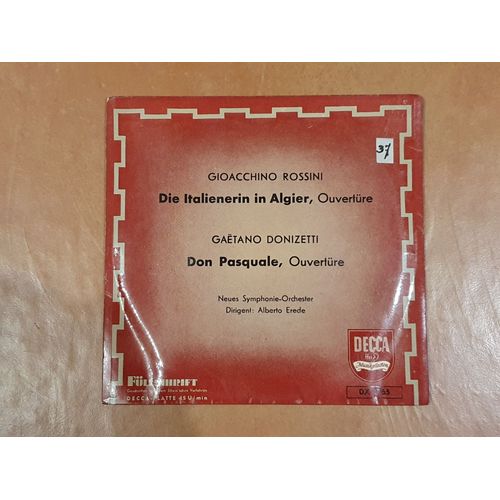 37
GIOACCHINO ROSSINI
Die Italienerin in Algier, Ouvertüre
GAËTANO DONIZETTI
Don Pasquale, Ouvertüre
Neues Symphonie-Orchester
Dirigent: Alberto Erede
DECCA
Musikplatten
FÜLLSCHRIFT
DECCA-PLATTE 45 U/min